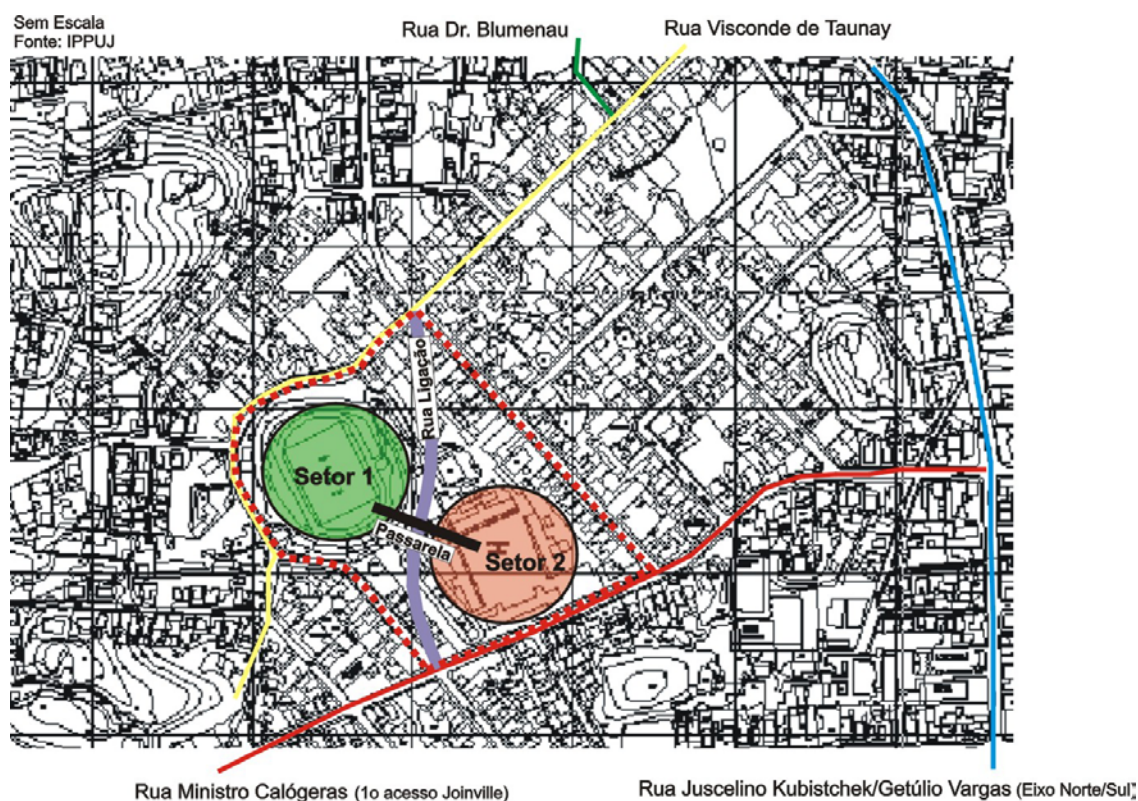 Sem Escala
Fonte: IPPUJ
Rua Dr. Blumenau
Rua Visconde de Taunay
Rua Ligação
Setor 1
Passarela
Setor 2
Rua Ministro Calógeras (1o acesso Joinville)
Rua Juscelino Kubistchek/Getúlio Vargas (Eixo Norte/Sul)